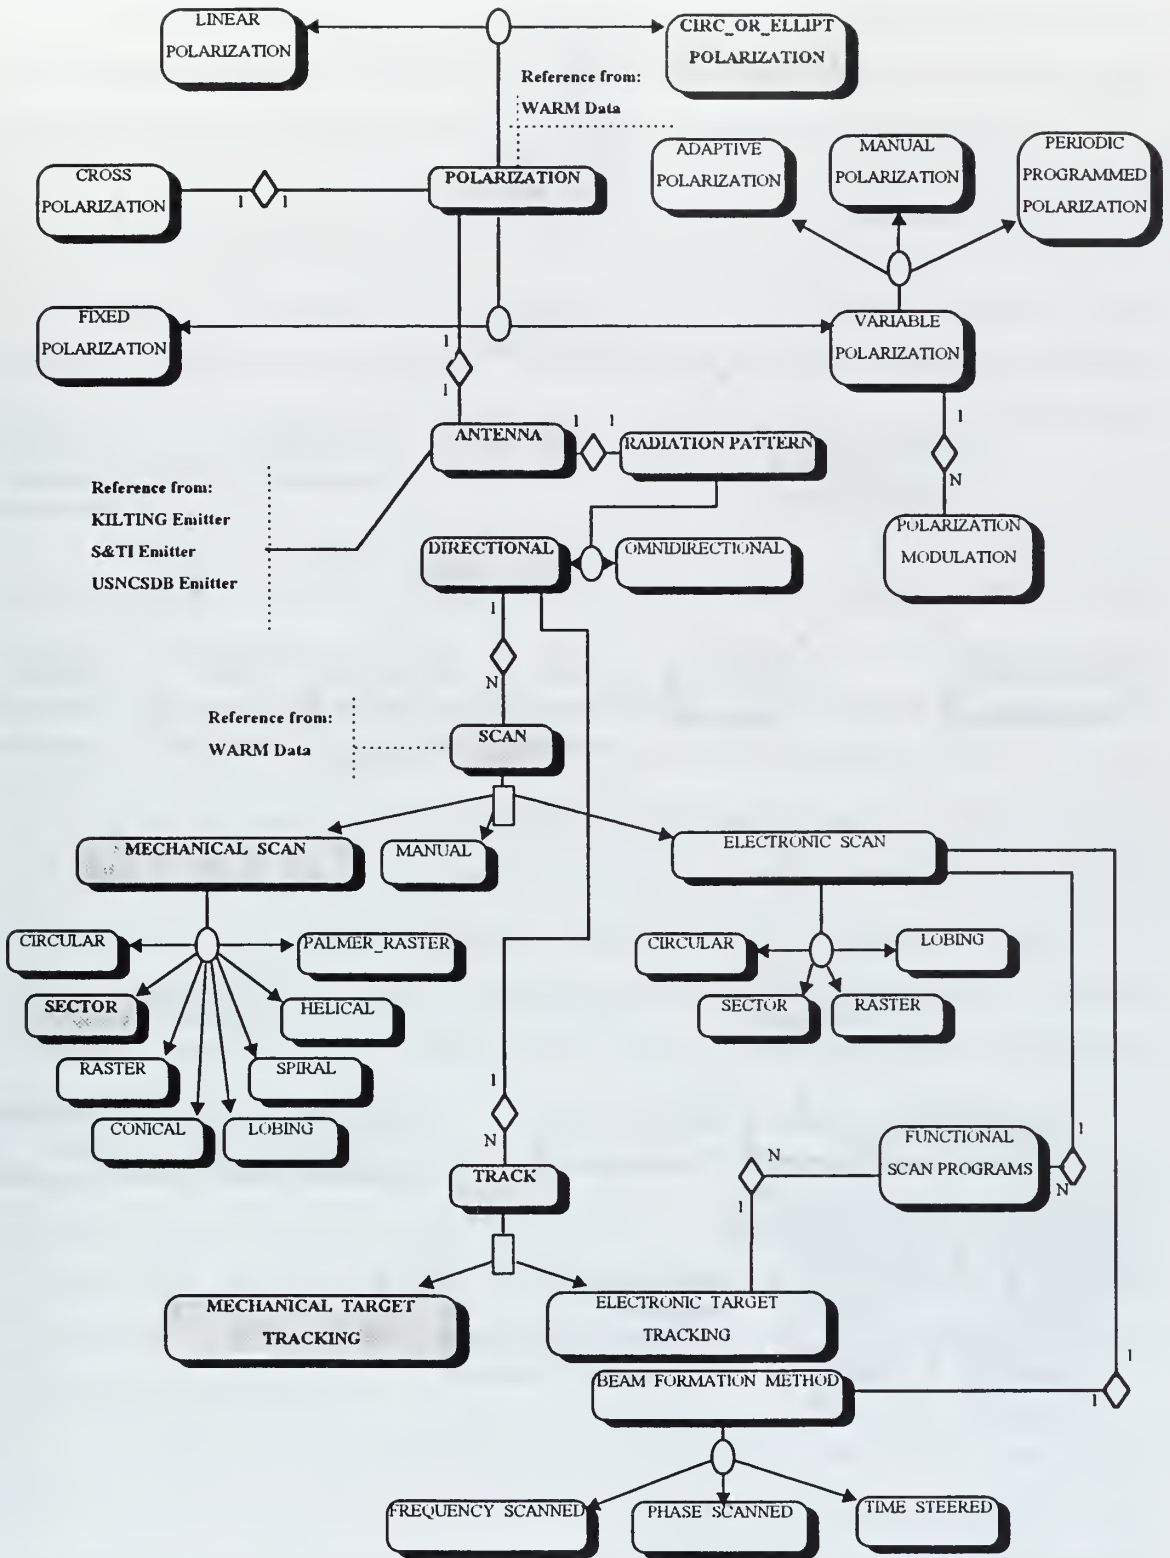 LINEAR
POLARIZATION
CIRC_OR_ELLIPT
POLARIZATION
Reference from:
WARM Data
ADAPTIVE
POLARIZATION
MANUAL
POLARIZATION
PERIODIC
PROGRAMMED
POLARIZATION
CROSS
POLARIZATION
1
1
POLARIZATION
FIXED
POLARIZATION
VARIABLE
POLARIZATION
1
1
1
N
ANTENNA
1
1
RADIATION PATTERN
POLARIZATION
MODULATION
Reference from:
KILTING Emitter
S&TI Emitter
USNCSDB Emitter
DIRECTIONAL
OMNIDIRECTIONAL
1
N
Reference from:
WARM Data
SCAN
MECHANICAL SCAN
MANUAL
ELECTRONIC SCAN
CIRCULAR
PALMER_RASTER
SECTOR
HELICAL
RASTER
SPIRAL
CONICAL
LOBING
CIRCULAR
LOBING
SECTOR
RASTER
1
N
TRACK
N
1
FUNCTIONAL
SCAN PROGRAMS
1
N
MECHANICAL TARGET
TRACKING
ELECTRONIC TARGET
TRACKING
BEAM FORMATION METHOD
1
1
FREQUENCY SCANNED
PHASE SCANNED
TIME STEERED